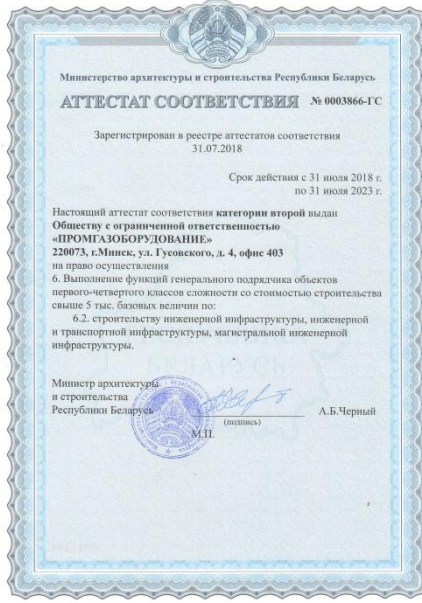 Министерство архитектуры и строительства Республики Беларусь
АТТЕСТАТ СООТВЕТСТВИЯ № 0003866-ГС
Зарегистрирован в реестре аттестатов соответствия
31.07.2018
Срок действия с 31 июля 2018 г.
по 31 июля 2023 г.
Настоящий аттестат соответствия категории второй выдан
Обществу с ограниченной ответственностью
«ПРОМГАЗОБОРУДОВАНИЕ»
220073, г.Минск, ул. Гусовского, д. 4, офис 403
на право осуществления
6. Выполнение функций генерального подрядчика объектов
первого-четвертого классов сложности со стоимостью строительства
свыше 5 тыс. базовых величин по:
6.2. строительству инженерной инфраструктуры, инженерной
и транспортной инфраструктуры, магистральной инженерной
инфраструктуры.
Министр архитектуры
и строительства
Республики Беларусь
А.Б.Черный
(подпись)
М.П.